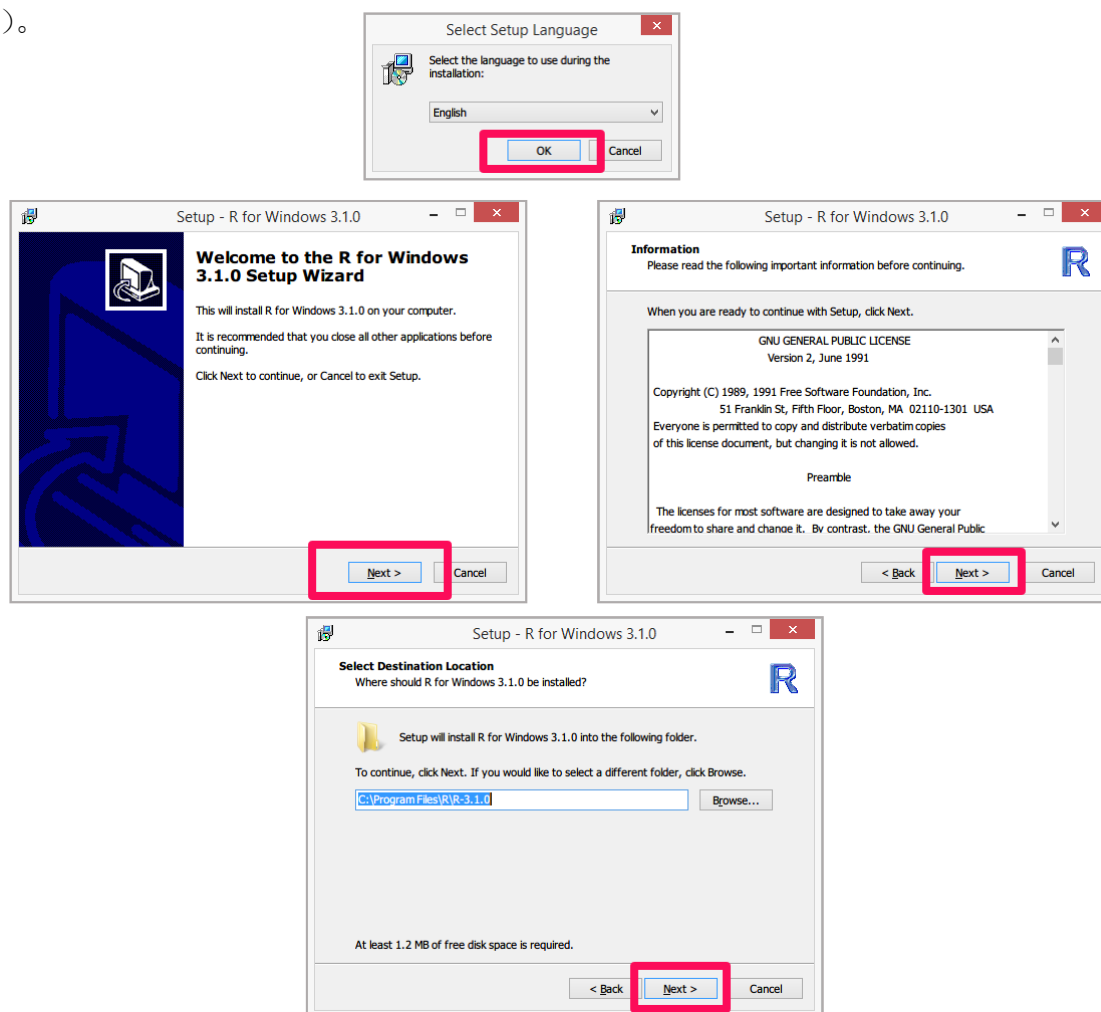 )。
Select Setup Language
Select the language to use during the
installation:
English
OK
Cancel
Setup - R for Windows 3.1.0
Welcome to the R for Windows
3.1.0 Setup Wizard
This will install R for Windows 3.1.0 on your computer.
It is recommended that you close all other applications before
continuing.
Click Next to continue, or Cancel to exit Setup.
Next >
Cancel
Setup - R for Windows 3.1.0
Information
Please read the following important information before continuing.
R
When you are ready to continue with Setup, click Next.
GNU GENERAL PUBLIC LICENSE
Version 2, June 1991
Copyright (C) 1989, 1991 Free Software Foundation, Inc.
51 Franklin St, Fifth Floor, Boston, MA 02110-1301 USA
Everyone is permitted to copy and distribute verbatim copies
of this license document, but changing it is not allowed.
Preamble
The licenses for most software are designed to take away your
freedom to share and change it. By contrast, the GNU General Public
< Back
Next >
Cancel
Setup - R for Windows 3.1.0
Select Destination Location
Where should R for Windows 3.1.0 be installed?
R
Setup will install R for Windows 3.1.0 into the following folder.
To continue, click Next. If you would like to select a different folder, click Browse.
C:\Program Files\R\R-3.1.0
Browse...
At least 1.2 MB of free disk space is required.
< Back
Next >
Cancel